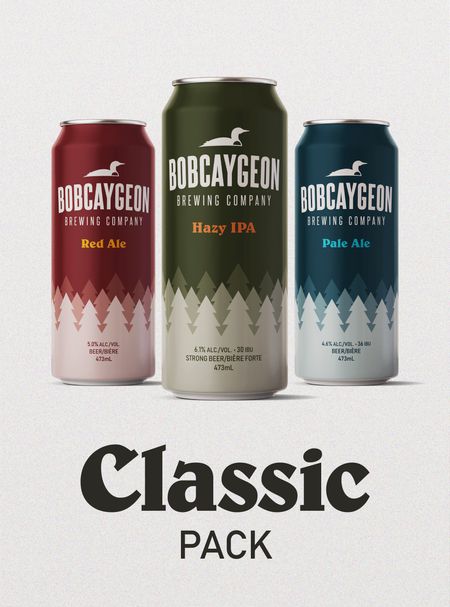 BOBCAYGEON
BREWING COMPANY
Red Ale
5.0% ALC/VOL.
BEER/BIÈRE
473mL
BOBCAYGEON
BREWING COMPANY
Hazy IPA
6.1% ALC/VOL. • 30 IBU
STRONG BEER/BIÈRE FORTE
473mL
BOBCAYGEON
BREWING COMPANY
Pale Ale
4.6% ALC/VOL. • 36 IBU
BEER/BIÈRE
473mL
Classic
PACK